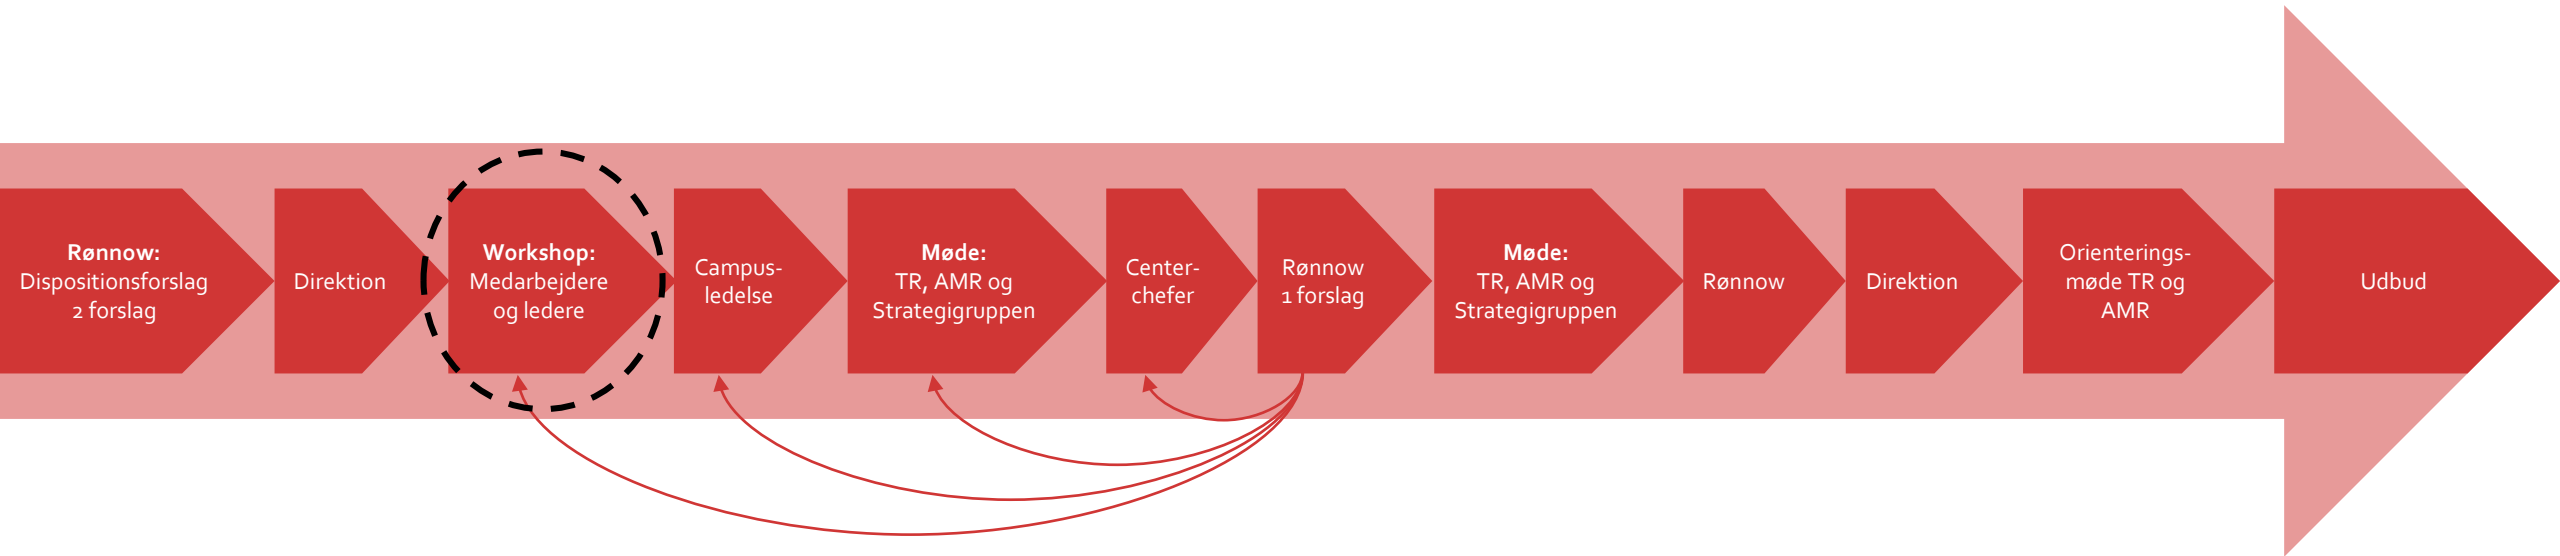 Rønnow:
Dispositionsforslag
2 forslag
Direktion
Workshop:
Medarbejdere
og ledere
Campus-
ledelse
Møde:
TR, AMR og
Strategigruppen
Center-
chefer
Rønnow
1 forslag
Møde:
TR, AMR og
Strategigruppen
Rønnow
Direktion
Orienterings-
møde TR og
AMR
Udbud